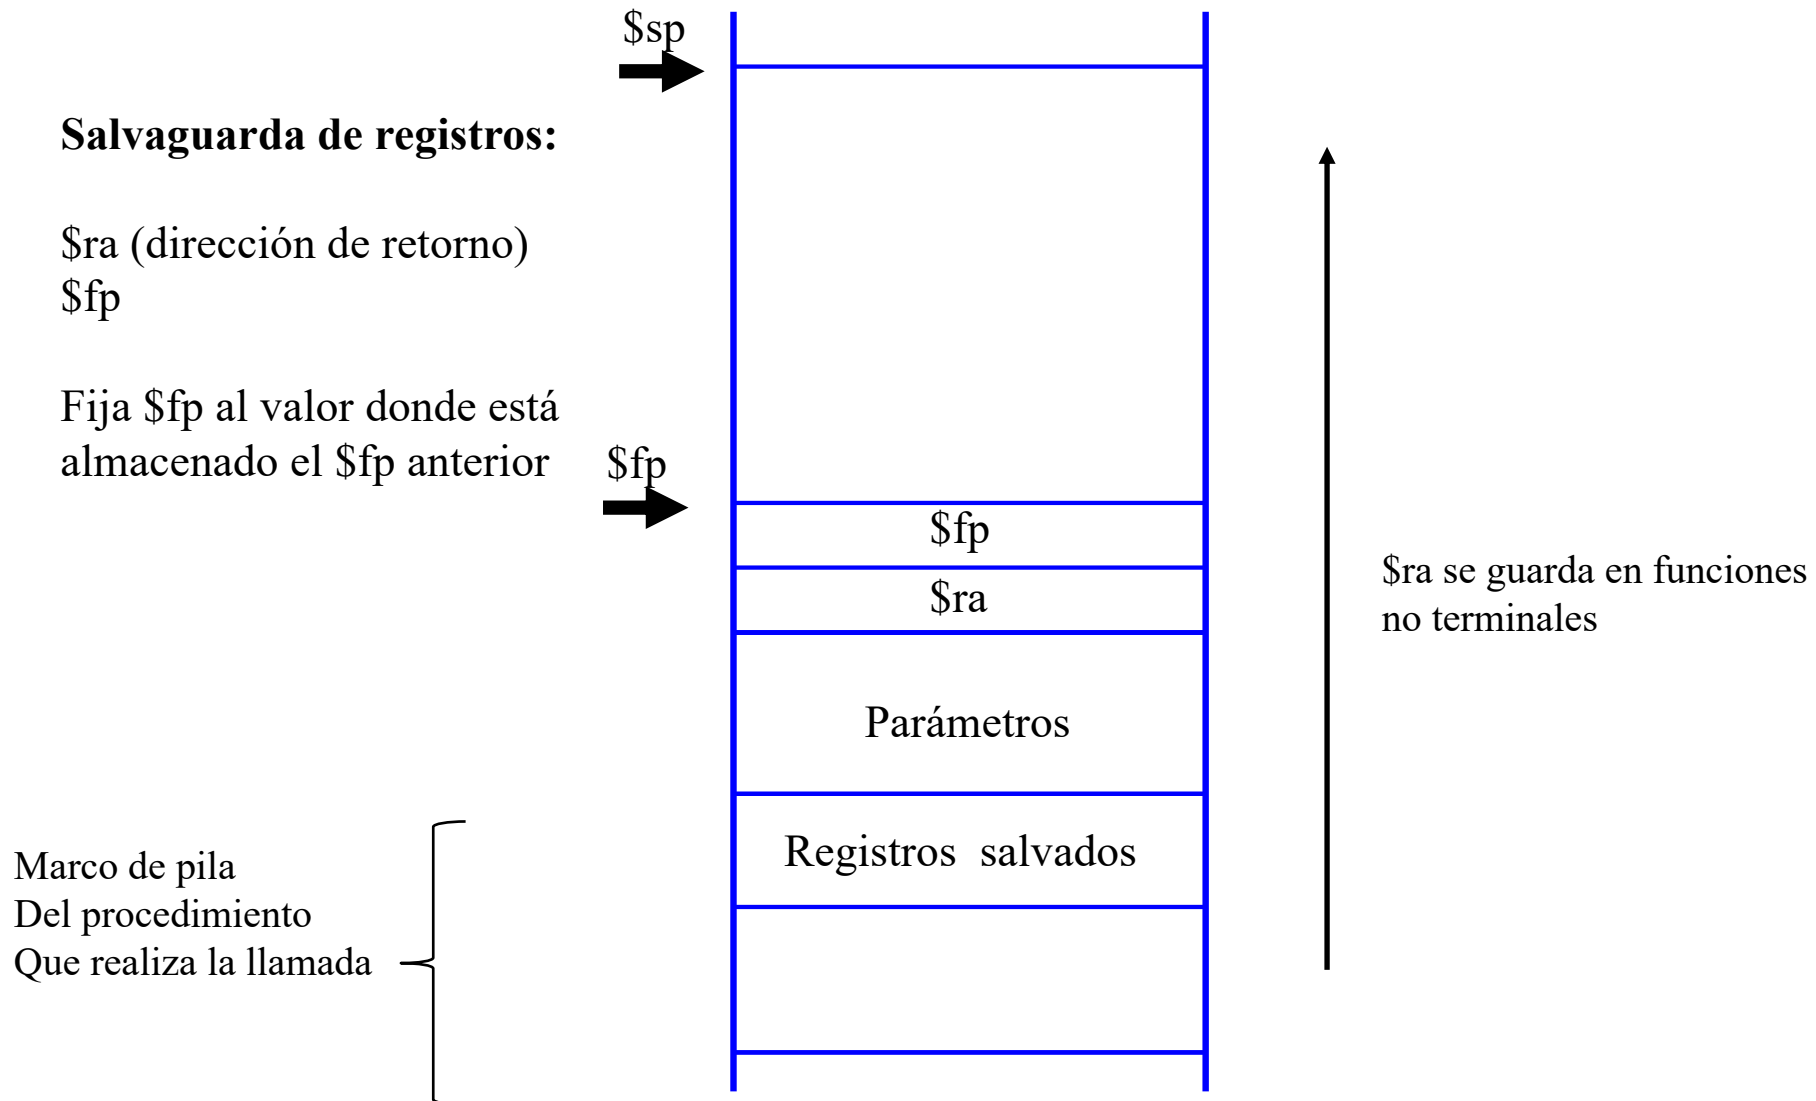 $sp
Salvaguarda de registros:
$ra (dirección de retorno)
$fp
Fija $fp al valor donde está
almacenado el $fp anterior
$fp
$fp
$ra
$ra se guarda en funciones
no terminales
Parámetros
Registros salvados
Marco de pila
Del procedimiento
Que realiza la llamada